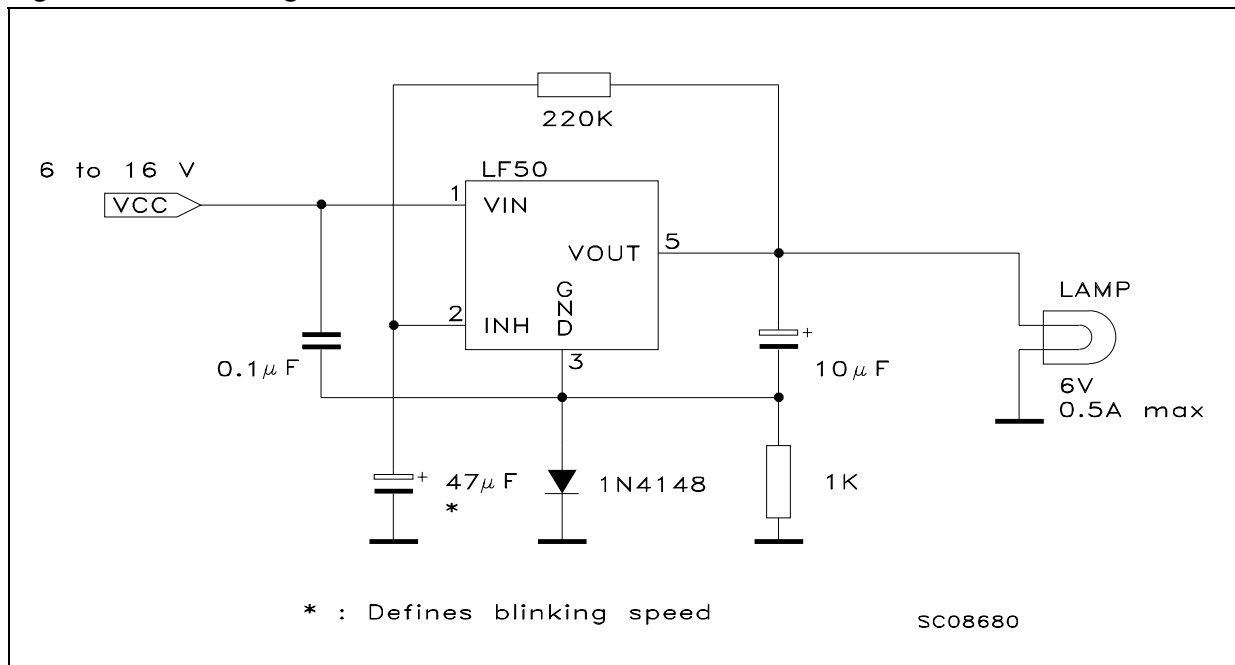 220K
6 to 16 V
VCC
LF50
1
VIN
VOUT
5
2
INH
GND
3
0.1μF
+
10μF
LAMP
6V
0.5A max
+
47μF
*
1N4148
1K
* : Defines blinking speed
SC08680